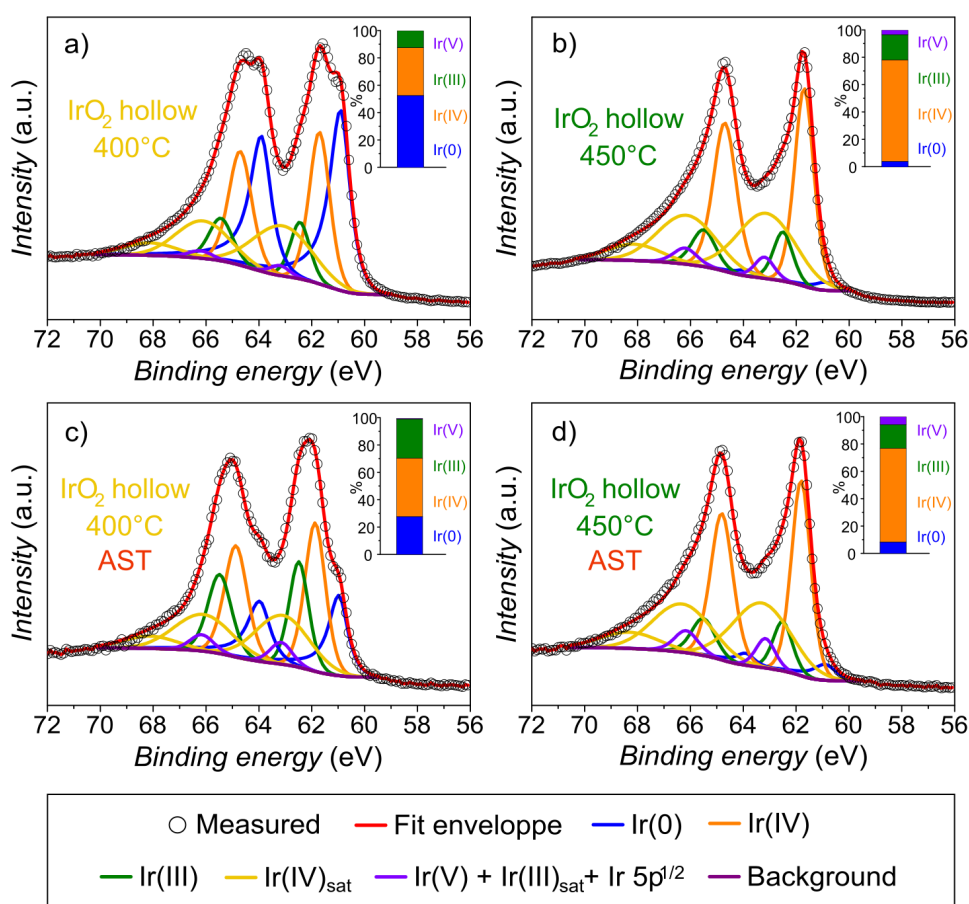 a)
IrO2 hollow
400°C
100
80
60
40
20
0
%
Ir(V)
Ir(III)
Ir(IV)
Ir(0)
Intensity (a.u.)
72 70 68 66 64 62 60 58 56
Binding energy (eV)
b)
IrO2 hollow
450°C
100
80
60
40
20
0
%
Ir(V)
Ir(III)
Ir(IV)
Ir(0)
Intensity (a.u.)
72 70 68 66 64 62 60 58 56
Binding energy (eV)
c)
IrO2 hollow
400°C
AST
100
80
60
40
20
0
%
Ir(V)
Ir(III)
Ir(IV)
Ir(0)
Intensity (a.u.)
72 70 68 66 64 62 60 58 56
Binding energy (eV)
d)
IrO2 hollow
450°C
AST
100
80
60
40
20
0
%
Ir(V)
Ir(III)
Ir(IV)
Ir(0)
Intensity (a.u.)
72 70 68 66 64 62 60 58 56
Binding energy (eV)
Measured Fit enveloppe Ir(0) Ir(IV)
Ir(III) Ir(IV)sat Ir(V) + Ir(III)sat+ Ir 5p1/2 Background